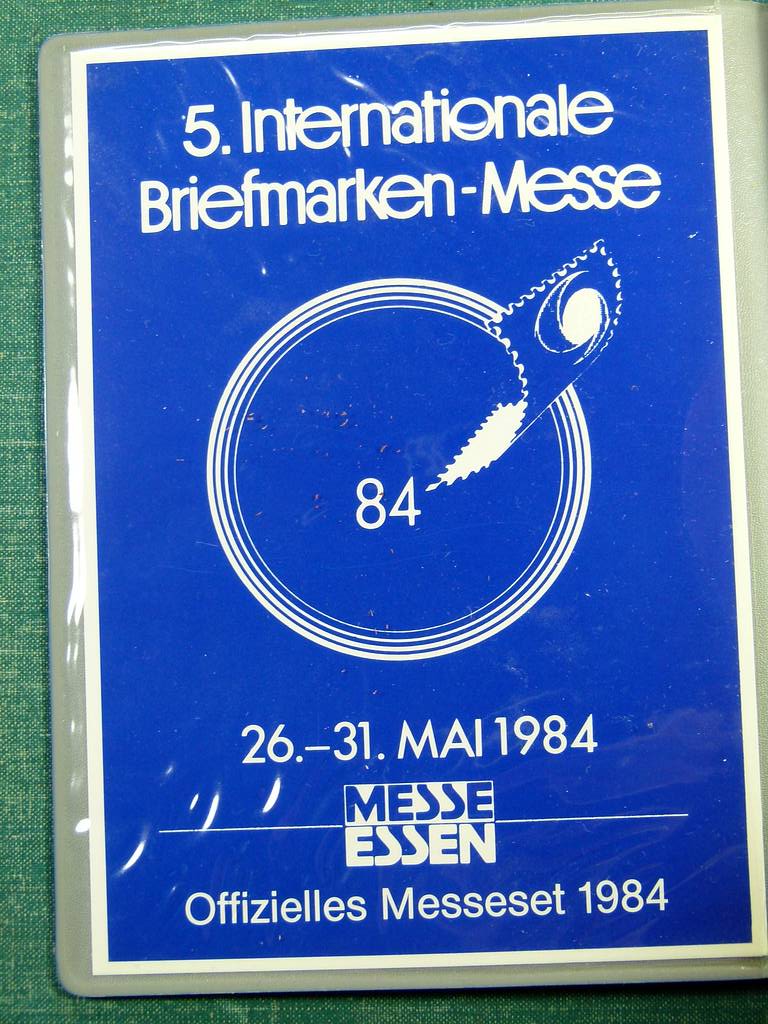 5. Internationale
Briefmarken-Messe
84
26.–31. MAI 1984
MESSE
ESSEN
Offizielles Messeset 1984